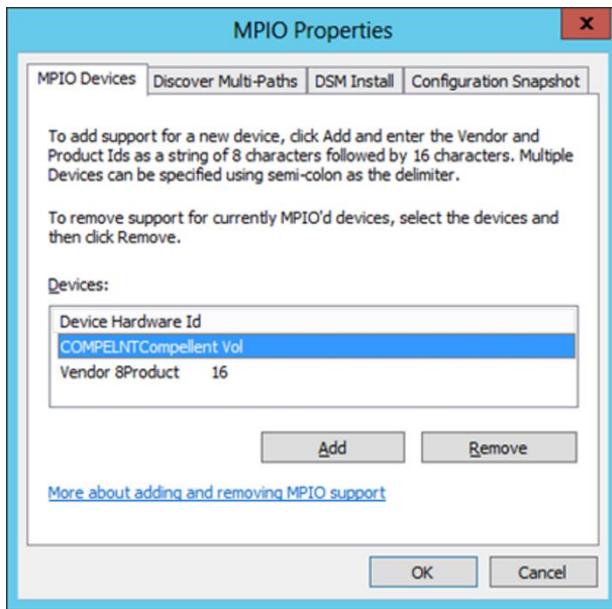 MPIO Properties
x
MPIO Devices Discover Multi-Paths DSM Install Configuration Snapshot
To add support for a new device, click Add and enter the Vendor and
Product Ids as a string of 8 characters followed by 16 characters. Multiple
Devices can be specified using semi-colon as the delimiter.
To remove support for currently MPIO'd devices, select the devices and
then click Remove.
Devices:
Device Hardware Id
COMPELNTCompellent Vol
Vendor 8Product 16
Add Remove
More about adding and removing MPIO support
OK Cancel